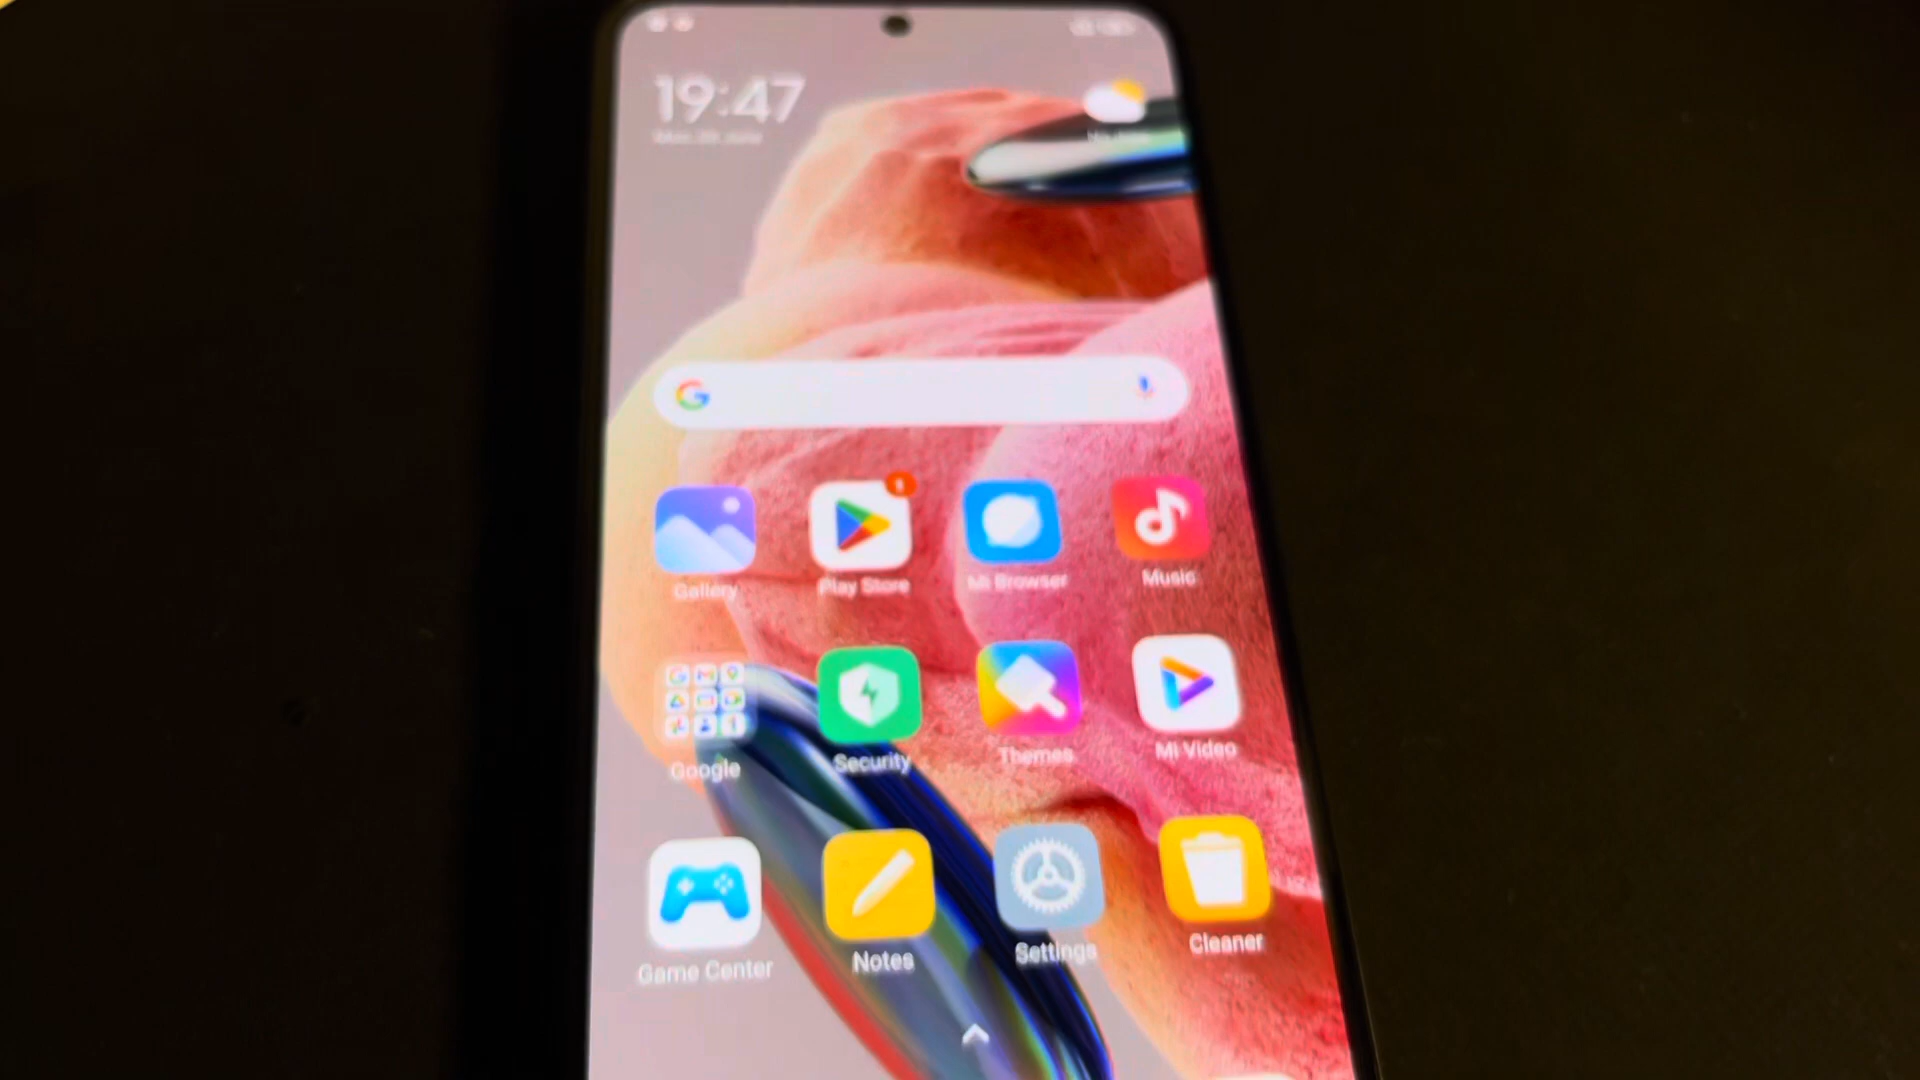 19:47
Gallery
Play Store
Mi Browser
Music
Google
Security
Themes
Mi Video
Game Center
Notes
Settings
Cleaner